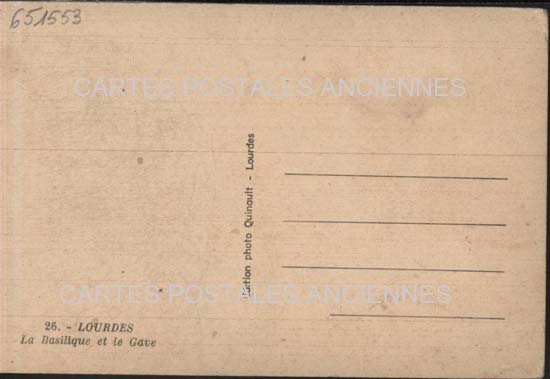 651553
CARTES POSTALES ANCIENNES
Edition photo Quinault - Lourdes
CARTES POSTALES ANCIENNES
26. - LOURDES
La Basilique et le Gave